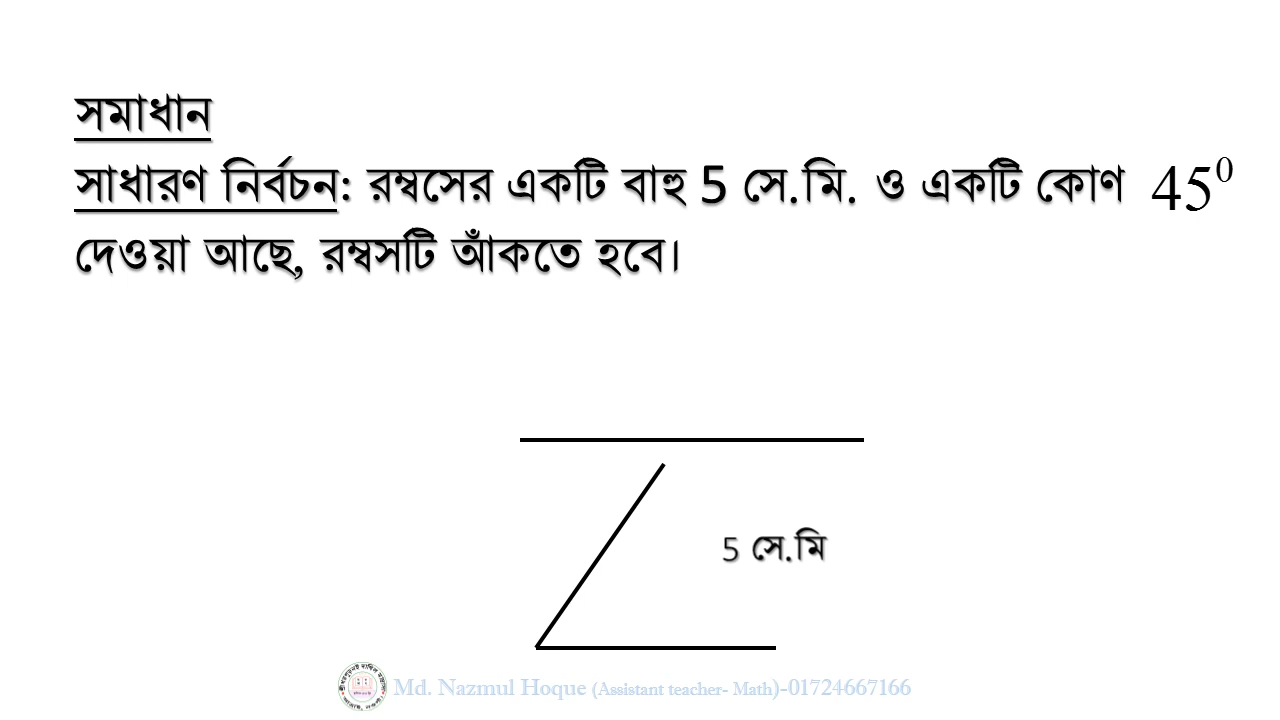 সমাধান
সাধারণ নির্বচন: রম্বসের একটি বাহু 5 সে.মি. ও একটি কোণ 45⁰
দেওয়া আছে, রম্বসটি আঁকতে হবে।
5 সে.মি
Md. Nazmul Hoque (Assistant teacher- Math)-01724667166